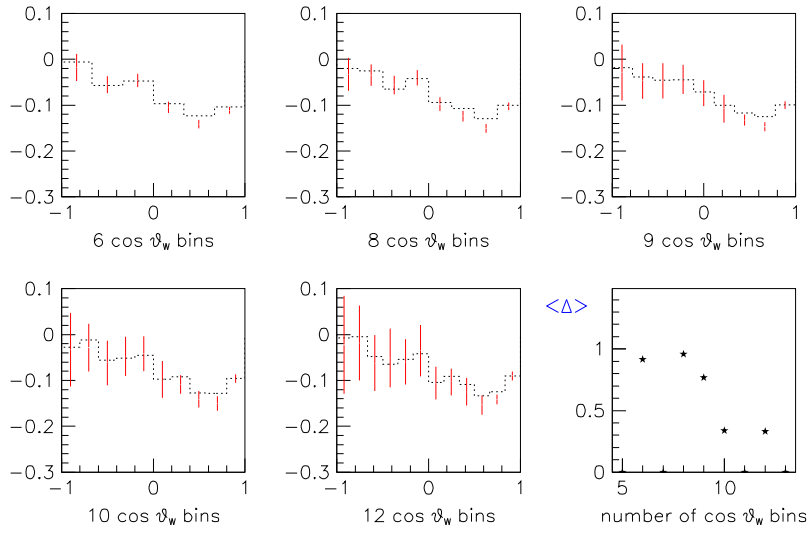 0.1 0.1 0.1
0 0 0
−0.1 −0.1 −0.1
−0.2 −0.2 −0.2
−0.3 −0.3 −0.3
−1 0 1 −1 0 1 −1 0 1
6 cos ϑw bins 8 cos ϑw bins 9 cos ϑw bins
0.1 0.1 <Δ>
0 0 1
−0.1 −0.1 0.5
−0.2 −0.2
−0.3 −0.3 0
−1 0 1 −1 0 1 5 10
10 cos ϑw bins 12 cos ϑw bins number of cos ϑw bins